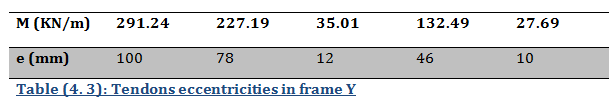 M (KN/m) 291.24 227.19 35.01 132.49 27.69
e (mm) 100 78 12 46 10
Table (4. 3): Tendons eccentricities in frame Y